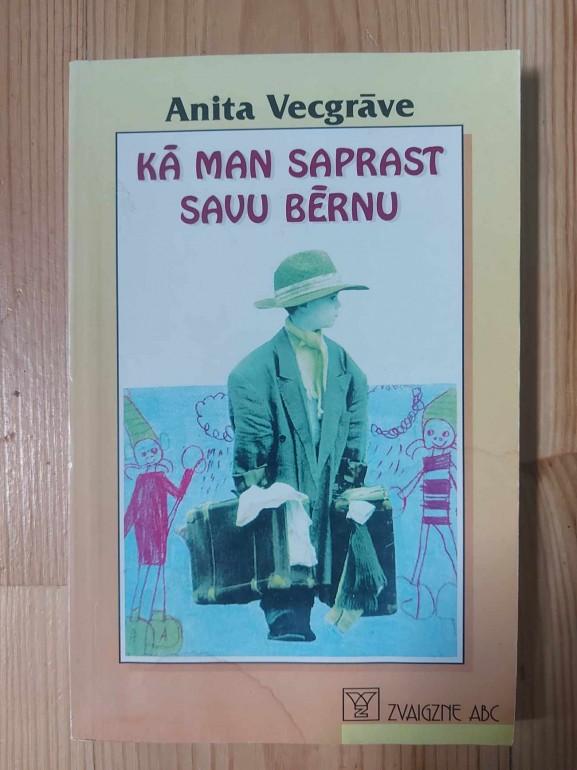 Anita Vecgrāve
KĀ MAN SAPRAST
SAVU BĒRNU
ZVAIGZNE ABC